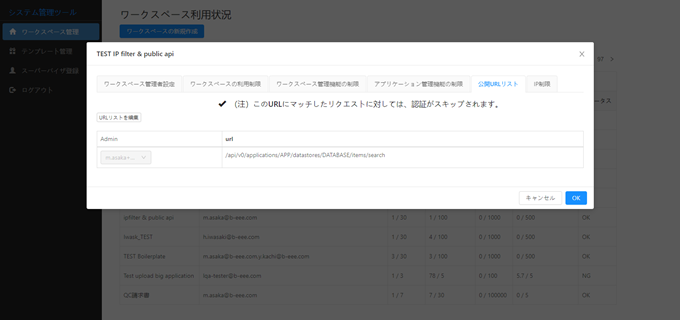 システム管理ツール
ワークスペース利用状況
ワークスペース管理
ワークスペースの新規作成
テンプレート管理
スーパーバイザ登録
ログアウト
TEST IP filter & public api
ワークスペース管理者設定
ワークスペースの利用制限
ワークスペース管理機能の制限
アプリケーション管理機能の制限
公開URLリスト
IP制限
（注）このURLにマッチしたリクエストに対しては、認証がスキップされます。
URLリストを編集
Admin url
m.asaka+... /api/v0/applications/APP/datastores/DATABASE/items/search
キャンセル OK
ipfilter & public api m.asaka@b-eee.com 1 / 30 1 / 100 0 / 1000 0 / 500 OK
Iwask_TEST k.iwasaki@b-eee.com 1 / 30 4 / 100 0 / 1000 0 / 500 OK
TEST Boilerplate m.asaka@b-eee.com,y.kachi@b-eee.com 3 / 30 3 / 100 0 / 1000 0 / 500 OK
Test upload big application bje-tester@b-eee.com 1 / 3 78 / 5 0 / 100 5.7 / 3 NG
QC請求書 m.asaka@b-eee.com 1 / 7 7 / 30 0 / 100000 0 / 5 OK